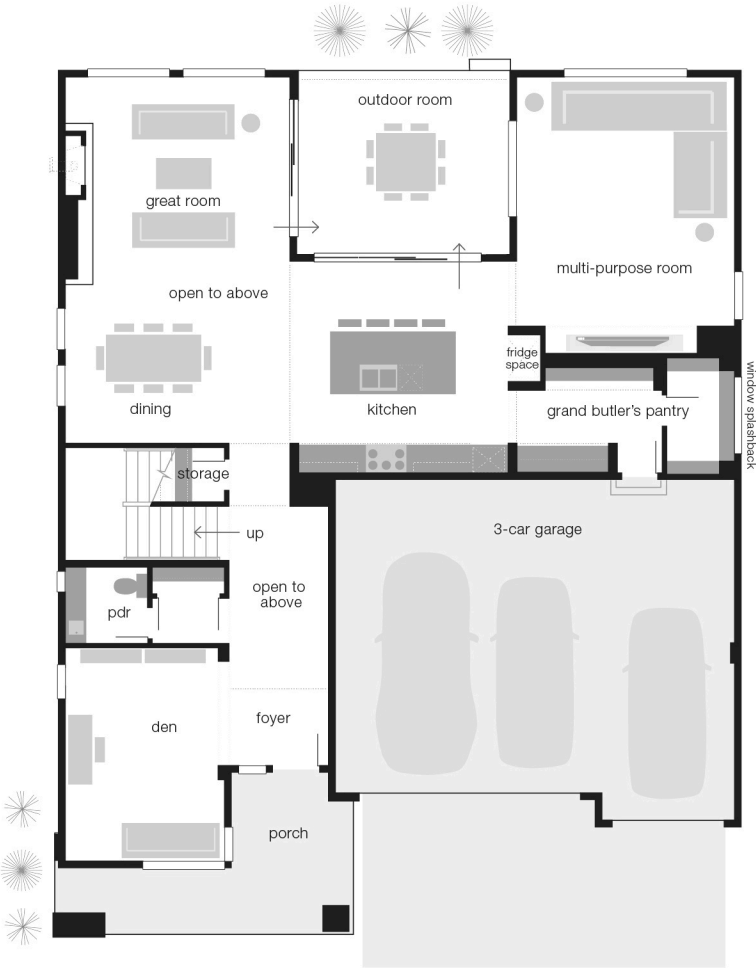 outdoor room
great room
multi-purpose room
open to above
fridge
space
window splashback
dining
kitchen
grand butler's pantry
storage
up
3-car garage
open to
above
pdr
foyer
den
porch